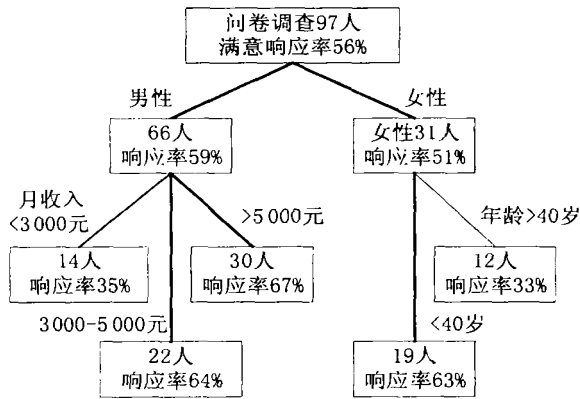 问卷调查97人
满意响应率56%
男性
女性
66人
响应率59%
女性31人
响应率51%
月收入
<3000元
>5000元
年龄>40岁
14人
响应率35%
30人
响应率67%
12人
响应率33%
3000-5000元
<40岁
22人
响应率64%
19人
响应率63%